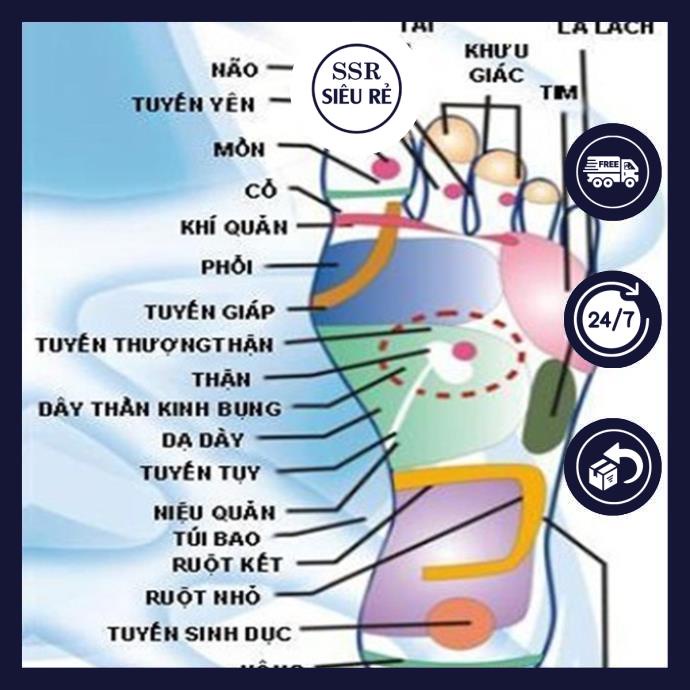 TAI
LÁ LÁCH
KHƯU
GIÁC
TIM
SSR
SIÊU RẺ
NÃO
TUYẾN YÊN
MỒN
CỔ
KHÍ QUẢN
PHỔI
TUYẾN GIÁP
TUYẾN THƯỢNGTHẬN
THẬN
DÂY THẦN KINH BỤNG
DẠ DÀY
TUYẾN TỤY
NIỆU QUẢN
TÚI BAO
RUỘT KẾT
RUỘT NHỎ
TUYẾN SINH DỤC
FREE
24/7